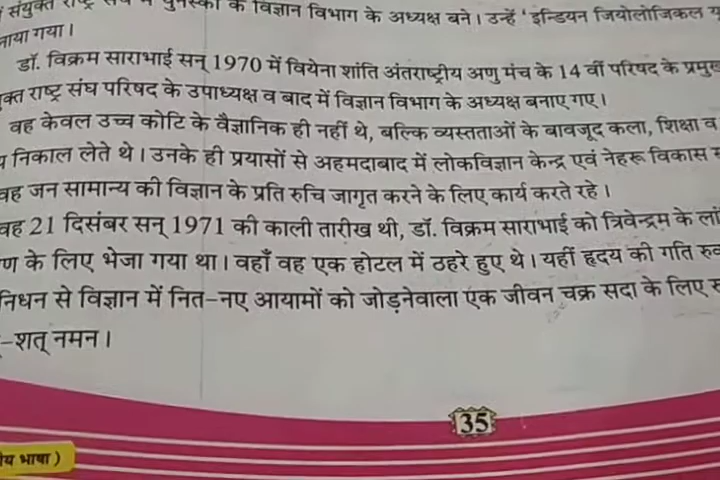 संयुक्त राष्ट्र संघ में युनेस्को के विज्ञान विभाग के अध्यक्ष बने। उन्हें 'इन्डियन जियोलोजिकल
गया।
डॉ. विक्रम साराभाई सन् 1970 में वियेना शांति अंतराष्ट्रीय अणु मंच के 14 वीं परिषद के प्रमुख
राष्ट्र संघ परिषद के उपाध्यक्ष व बाद में विज्ञान विभाग के अध्यक्ष बनाए गए।
वह केवल उच्च कोटि के वैज्ञानिक ही नहीं थे, बल्कि व्यस्तताओं के बावजूद कला, शिक्षा व
निकाल लेते थे। उनके ही प्रयासों से अहमदाबाद में लोकविज्ञान केन्द्र एवं नेहरू विकास
वह जन सामान्य की विज्ञान के प्रति रुचि जागृत करने के लिए कार्य करते रहे।
वह 21 दिसंबर सन् 1971 की काली तारीख थी, डॉ. विक्रम साराभाई को त्रिवेन्द्रम के
के लिए भेजा गया था। वहाँ वह एक होटल में ठहरे हुए थे। यहीं हृदय की गति
निधन से विज्ञान में नित-नए आयामों को जोड़नेवाला एक जीवन चक्र सदा के लिए
-शत् नमन।
35
भाषा )